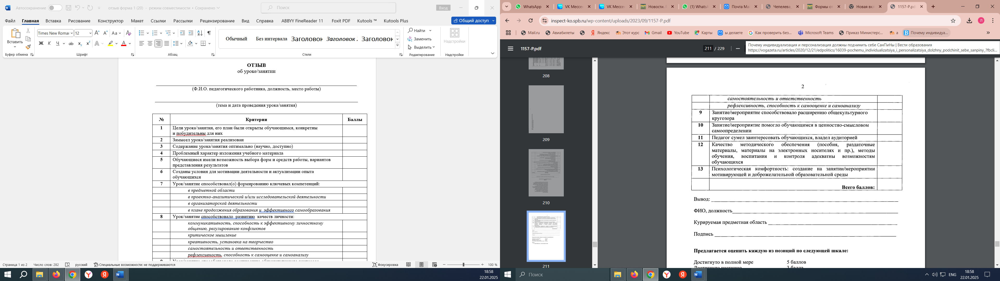 Автосохранение
отзыв форма 1 (20) - режим совместимости • Сохранено
Поиск
Вход
Файл Главная Вставка Рисование Конструктор Макет Ссылки Рассылки Рецензирование Вид Справка ABBYY FineReader 11 Foxit PDF Kutools ™ Kutools Plus
Общий доступ
Вставить
Буфер обмена
Times New Roman 12
Шрифт
Абзац
Обычный Без интервала Заголовок Заголовок Заголовок
Стили
Найти
Заменить
Выделить
Редактирование
Надстройки
Надстройки
ОТЗЫВ
об уроке/занятии
(Ф.И.О. педагогического работника, должность, место работы)
(тема и дата проведения урока/занятия)
№ Критерии Баллы
1 Цели урока/занятия, его план были открыты обучающимся, конкретны
и побудительны для них
2 Замысел урока/занятия реализован
3 Содержание урока/занятия оптимально (научно, доступно)
4 Проблемный характер изложения учебного материала
5 Обучающиеся имели возможность выбора форм и средств работы, вариантов
представления результатов
6 Созданы условия для мотивации деятельности и актуализации опыта
обучающихся
7 Урок/занятие способствовал(о) формированию ключевых компетенций:
в предметной области
в проектно-аналитической и/или исследовательской деятельности
в организаторской деятельности
в плане продолжения образования и эффективного самообразования
8 Урок/занятие способствовало развитию качеств личности:
коммуникативность, способность к эффективному личностному
общению, регулированию конфликтов
критическое мышление
креативность, установка на творчество
самостоятельность и ответственность
рефлексивность, способность к самооценке и самоанализу
Страница 1 из 2 Число слов: 282 русский Специальные возможности: не поддерживаются Фокусировка 100 %
18:58
22.01.2025
WhatsApp VK Мессе VK Мессе Новости. (1) WhatsA Почта Ma Чепелева Формы от Новая вкл 1157-P.pd
inspect-ko.spb.ru/wp-content/uploads/2023/09/1157-P.pdf
Mail.ru Авиабилеты Яндекс Этот курс Gmail YouTube Карты ы делаете Как проверить без... Microsoft Teams Приказ Министерс... а Почему индивидуа...
1157-P.pdf
211 / 229
Почему индивидуализация и персонализация должны подчинить себе СанПиНы | Вести образования
https://vogazeta.ru/articles/2020/12/21/edpolitics/16039-pochemu_individualizatsiya_i_personalizatsiya_dolzhny_podchinit_sebe_sanpiny_?fbcli...
208
209
210
211
2
самостоятельность и ответственность
рефлексивность, способность к самооценке и самоанализу
9 Занятие/мероприятие способствовало расширению общекультурного
кругозора
10 Занятие/мероприятие помогло обучающимся в ценностно-смысловом
самоопределении
11 Педагог сумел заинтересовать обучающихся, владел аудиторией
12 Качество методического обеспечения (пособия, раздаточные
материалы, материалы на электронных носителях и пр.), методы
обучения, воспитания и контроля адекватны возможностям
обучающихся
13 Психологическая комфортность: создание на занятии/мероприятии
мотивирующей и доброжелательной образовательной среды
Всего баллов:
Вывод:
ФИО, должность
Курируемая предметная область
Подпись
Предлагается оценить каждую из позиций по следующей шкале:
Достигнуто в полной мере 5 баллов
Поиск
ENG
18:58
22.01.2025